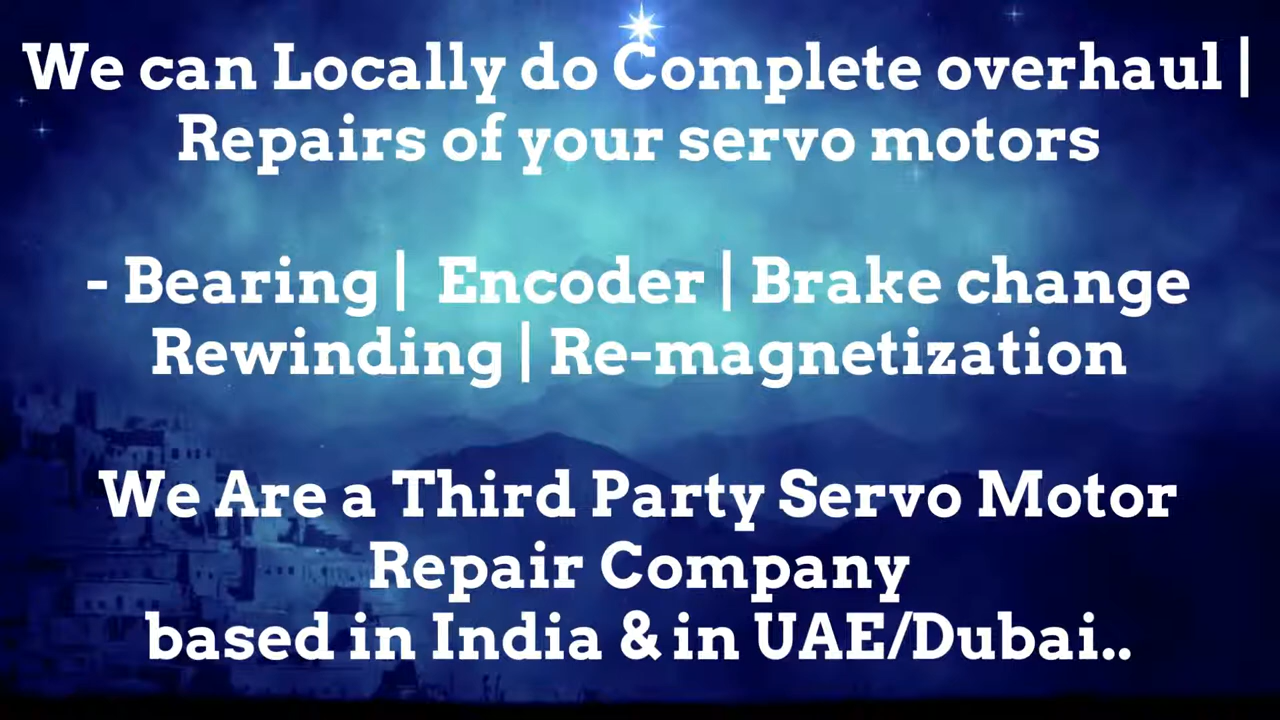 We can Locally do Complete overhaul |
Repairs of your servo motors
- Bearing | Encoder | Brake change
Rewinding | Re-magnetization
We Are a Third Party Servo Motor
Repair Company
based in India & in UAE/Dubai..